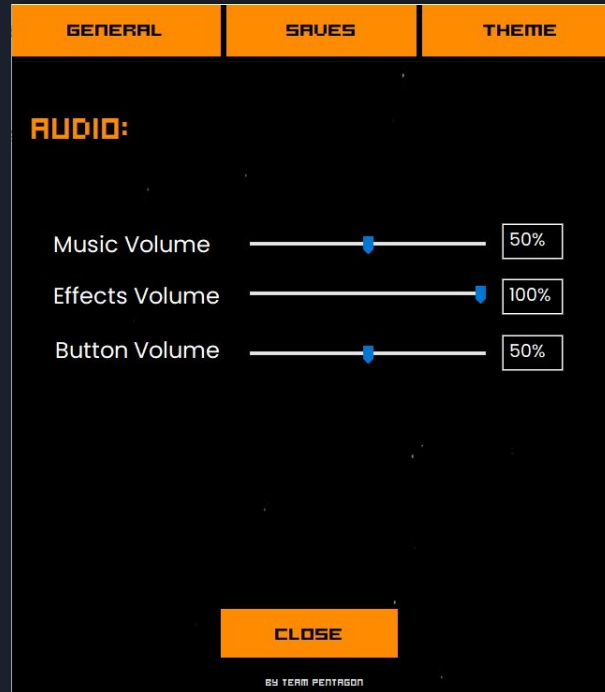 GENERAL SAVES THEME
AUDIO:
Music Volume 50%
Effects Volume 100%
Button Volume 50%
CLOSE
BY TEAM PENTAGON